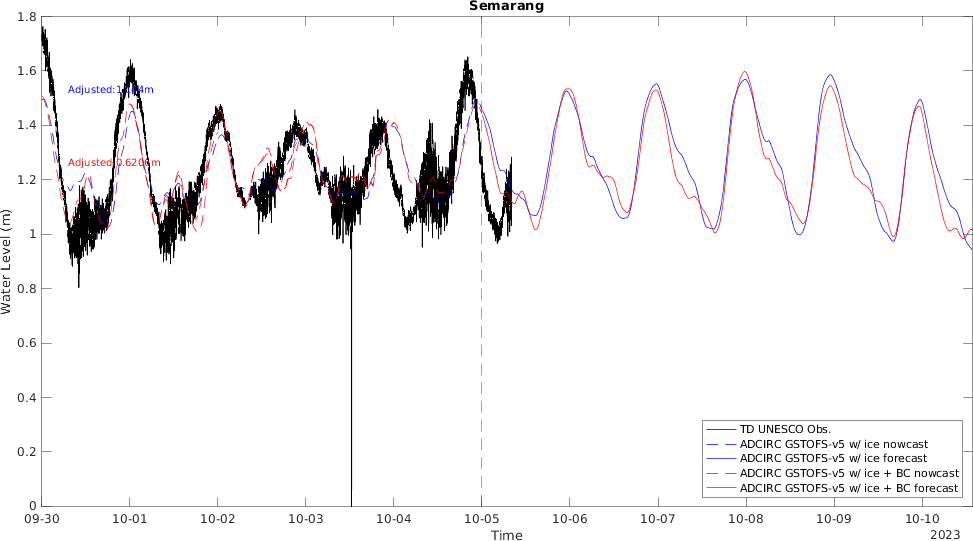 Semarang
1.8
1.6
1.4
1.2
1
0.8
0.6
0.4
0.2
0
Water Level (m)
Adjusted:0.6206m
TD UNESCO Obs.
ADCIRC GSTOFS-v5 w/ ice nowcast
ADCIRC GSTOFS-v5 w/ ice forecast
ADCIRC GSTOFS-v5 w/ ice + BC nowcast
ADCIRC GSTOFS-v5 w/ ice + BC forecast
09-30
10-01
10-02
10-03
10-04
10-05
10-06
10-07
10-08
10-09
10-10
Time
2023